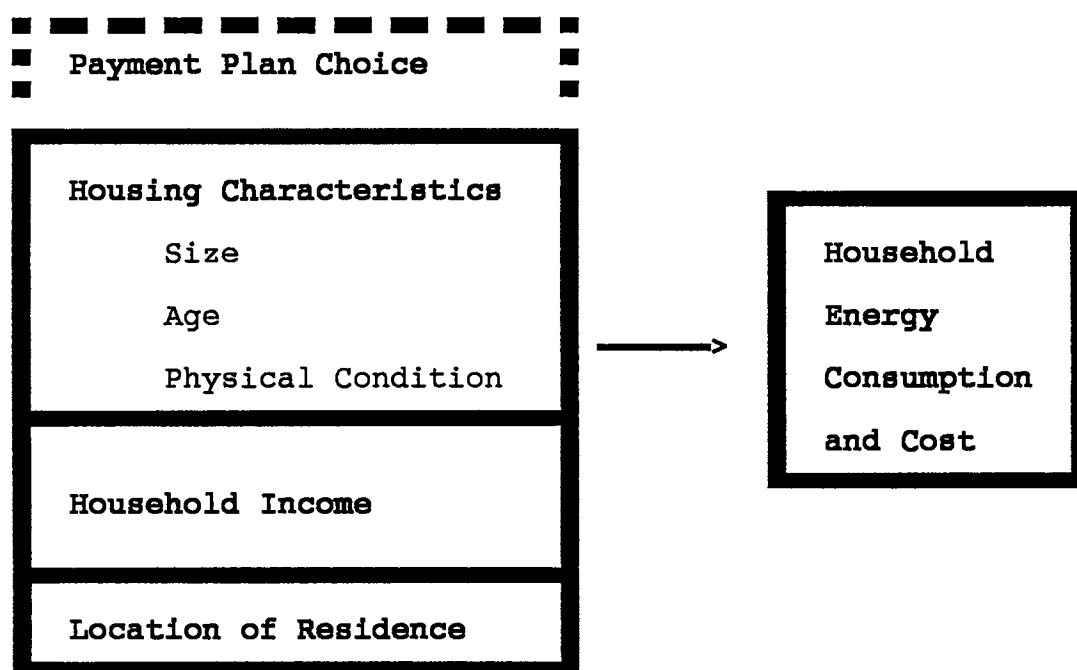 Payment Plan Choice
Housing Characteristics
Size
Age
Physical Condition
Household Income
Location of Residence
Household
Energy
Consumption
and Cost